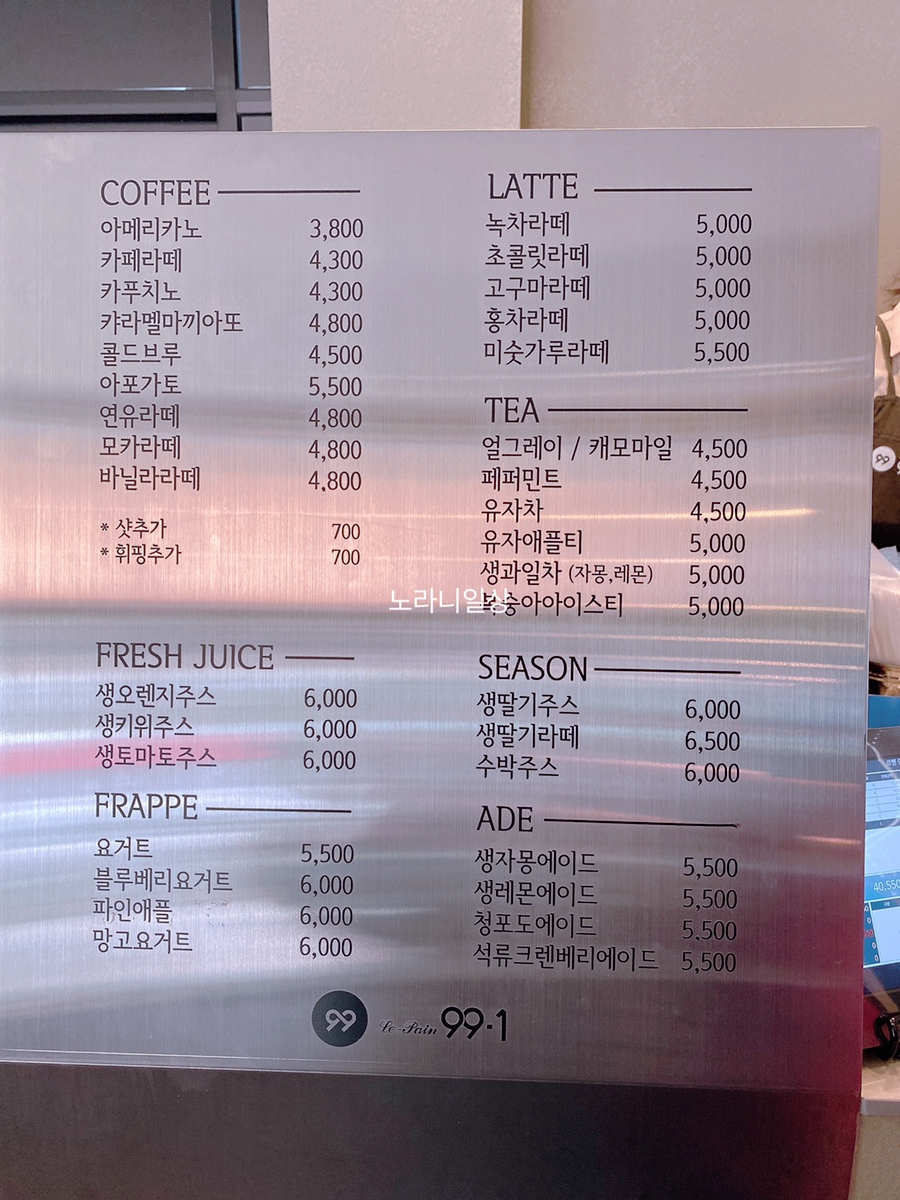 COFFEE
아메리카노 3,800
카페라떼 4,300
카푸치노 4,300
캬라멜마끼아또 4,800
콜드브루 4,500
아포가토 5,500
연유라떼 4,800
모카라떼 4,800
바닐라라떼 4,800
* 샷추가 700
* 휘핑추가 700
FRESH JUICE
생오렌지주스 6,000
생키위주스 6,000
생토마토주스 6,000
FRAPPE
요거트 5,500
블루베리요거트 6,000
파인애플 6,000
망고요거트 6,000
LATTE
녹차라떼 5,000
초콜릿라떼 5,000
고구마라떼 5,000
홍차라떼 5,000
미숫가루라떼 5,500
TEA
얼그레이 / 캐모마일 4,500
페퍼민트 4,500
유자차 4,500
유자애플티 5,000
생과일차 (자몽,레몬) 5,000
복숭아아이스티 5,000
노라니일상
SEASON
생딸기주스 6,000
생딸기라떼 6,500
수박주스 6,000
ADE
생자몽에이드 5,500
생레몬에이드 5,500
청포도에이드 5,500
석류크렌베리에이드 5,500
99 Le-Pain 99-1
40,550